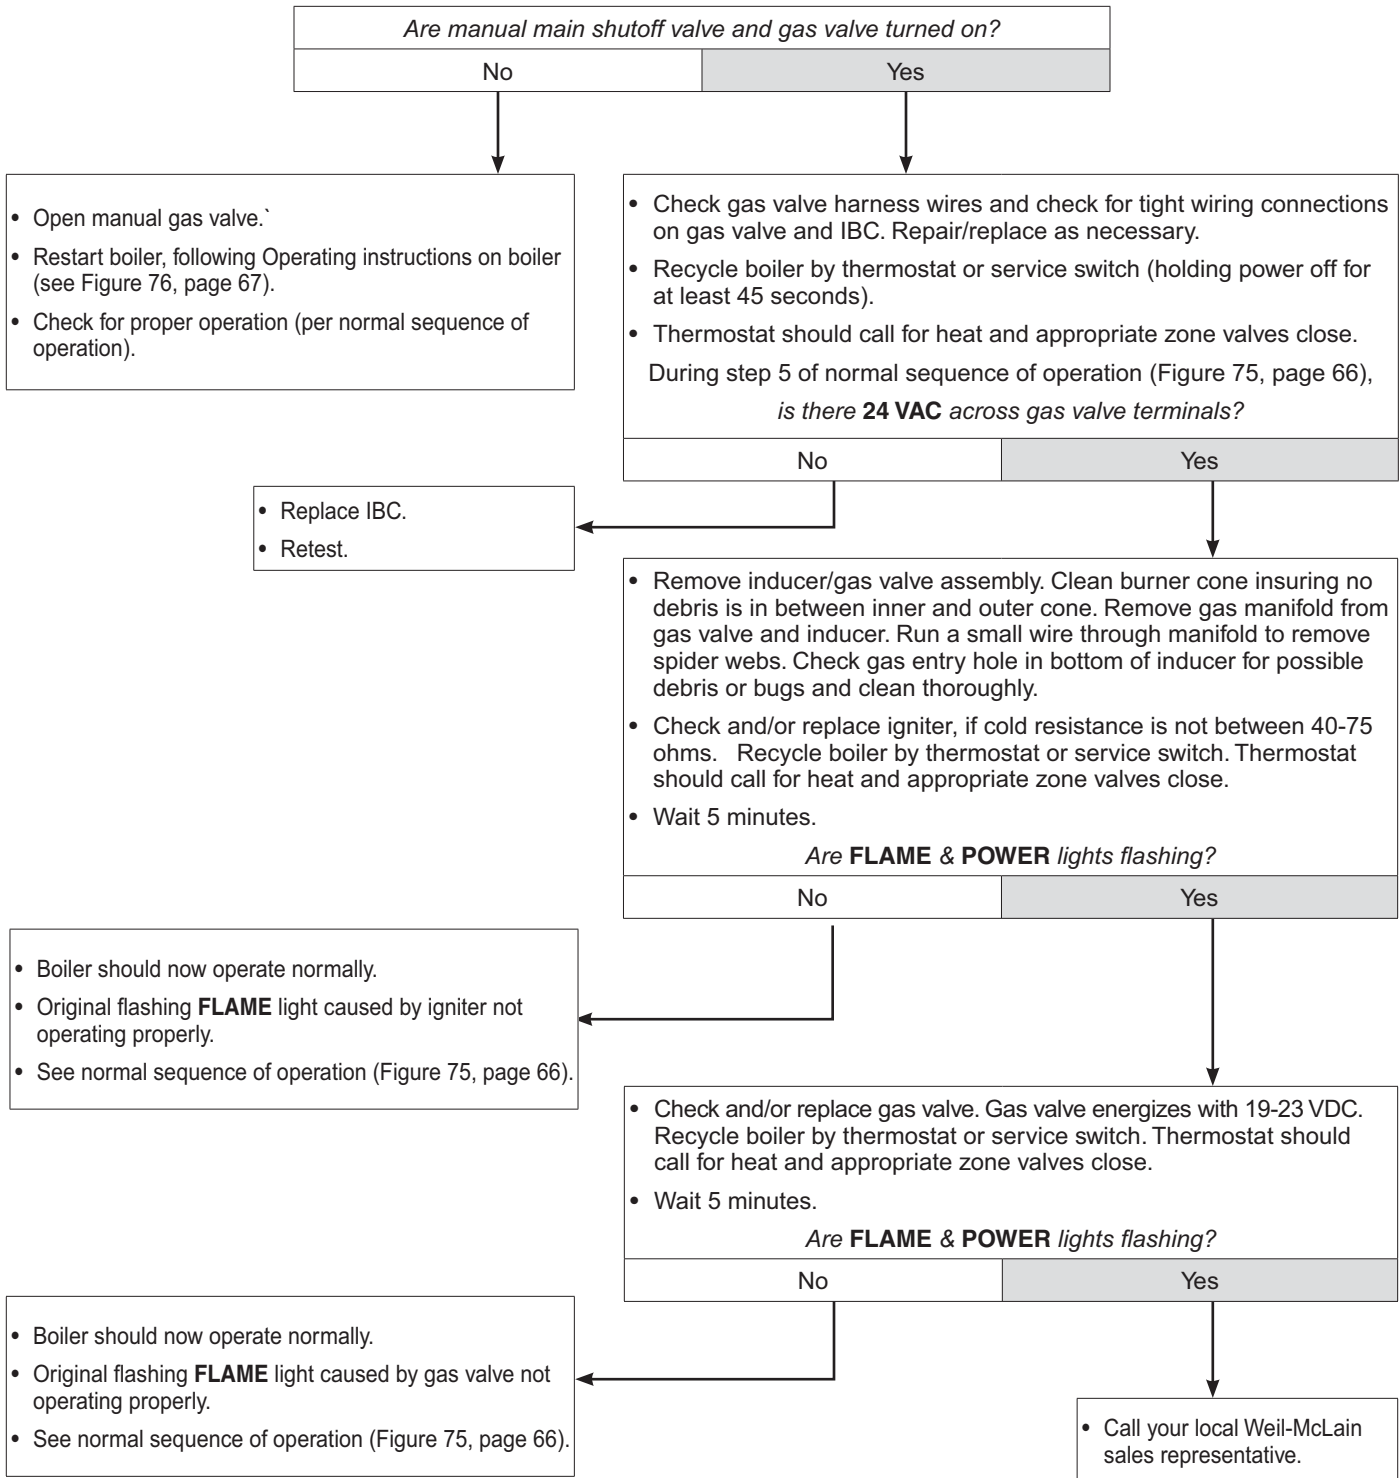 Are manual main shutoff valve and gas valve turned on?
No
Yes
• Open manual gas valve.`
• Restart boiler, following Operating instructions on boiler
(see Figure 76, page 67).
• Check for proper operation (per normal sequence of
operation).
• Check gas valve harness wires and check for tight wiring connections
on gas valve and IBC. Repair/replace as necessary.
• Recycle boiler by thermostat or service switch (holding power off for
at least 45 seconds).
• Thermostat should call for heat and appropriate zone valves close.
During step 5 of normal sequence of operation (Figure 75, page 66),
is there 24 VAC across gas valve terminals?
No
Yes
• Replace IBC.
• Retest.
• Remove inducer/gas valve assembly. Clean burner cone insuring no
debris is in between inner and outer cone. Remove gas manifold from
gas valve and inducer. Run a small wire through manifold to remove
spider webs. Check gas entry hole in bottom of inducer for possible
debris or bugs and clean thoroughly.
• Check and/or replace igniter, if cold resistance is not between 40-75
ohms. Recycle boiler by thermostat or service switch. Thermostat
should call for heat and appropriate zone valves close.
• Wait 5 minutes.
Are FLAME & POWER lights flashing?
No
Yes
• Boiler should now operate normally.
• Original flashing FLAME light caused by igniter not
operating properly.
• See normal sequence of operation (Figure 75, page 66).
• Check and/or replace gas valve. Gas valve energizes with 19-23 VDC.
Recycle boiler by thermostat or service switch. Thermostat should
call for heat and appropriate zone valves close.
• Wait 5 minutes.
Are FLAME & POWER lights flashing?
No
Yes
• Boiler should now operate normally.
• Original flashing FLAME light caused by gas valve not
operating properly.
• See normal sequence of operation (Figure 75, page 66).
• Call your local Weil-McLain
sales representative.